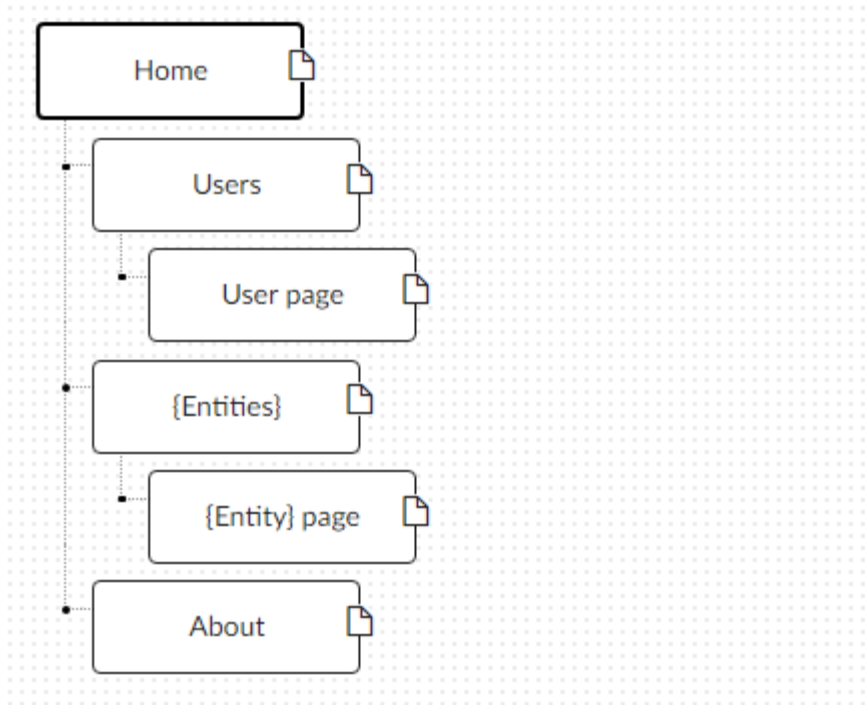 Home
Users
User page
{Entities}
{Entity} page
About